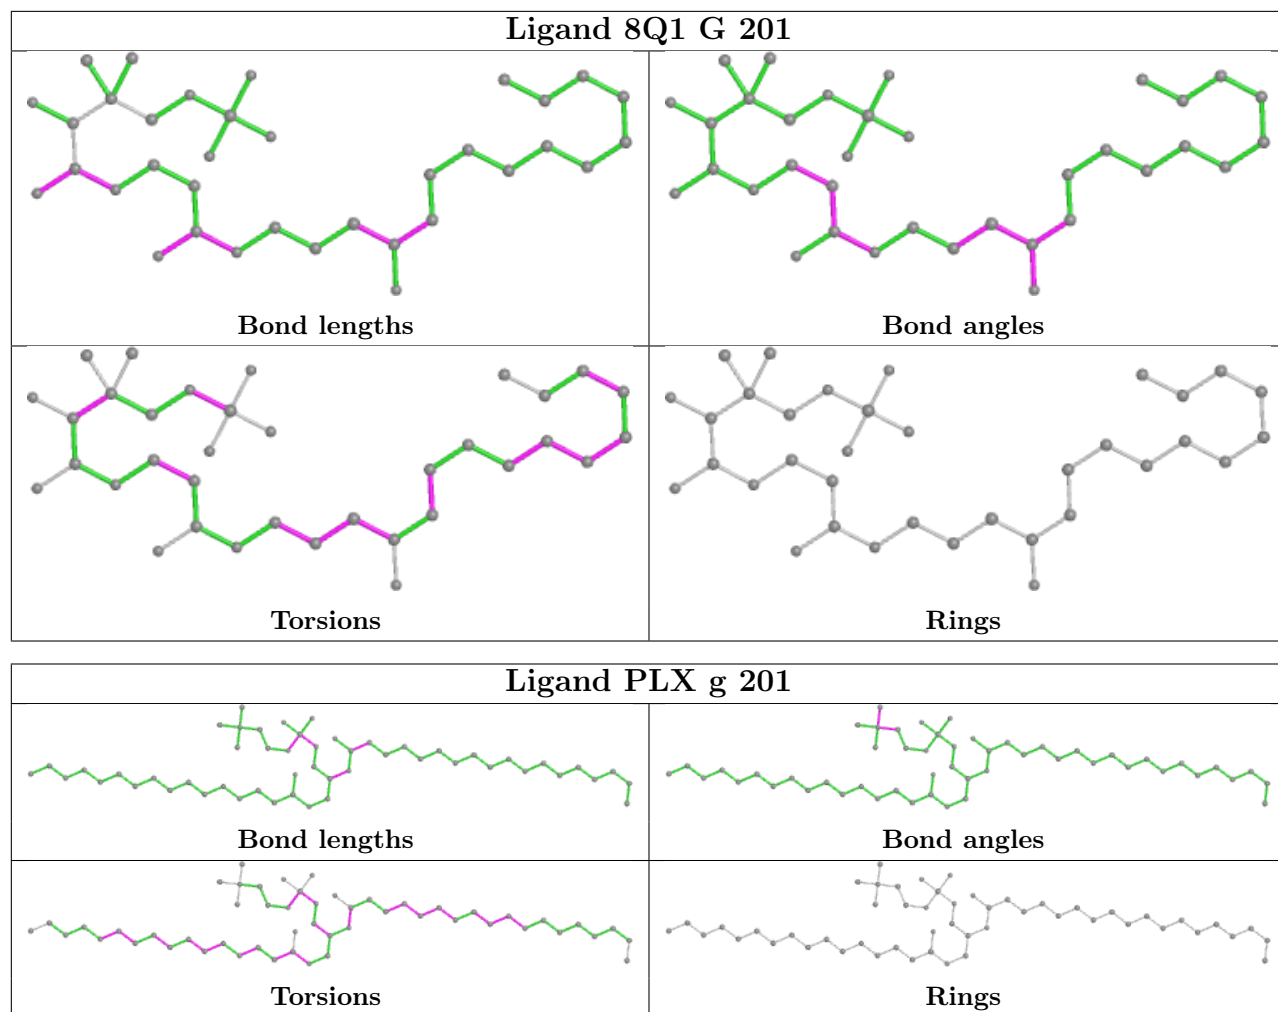 Ligand 8Q1 G 201
Bond lengths
Bond angles
Torsions
Rings
Ligand PLX g 201
Bond lengths
Bond angles
Torsions
Rings